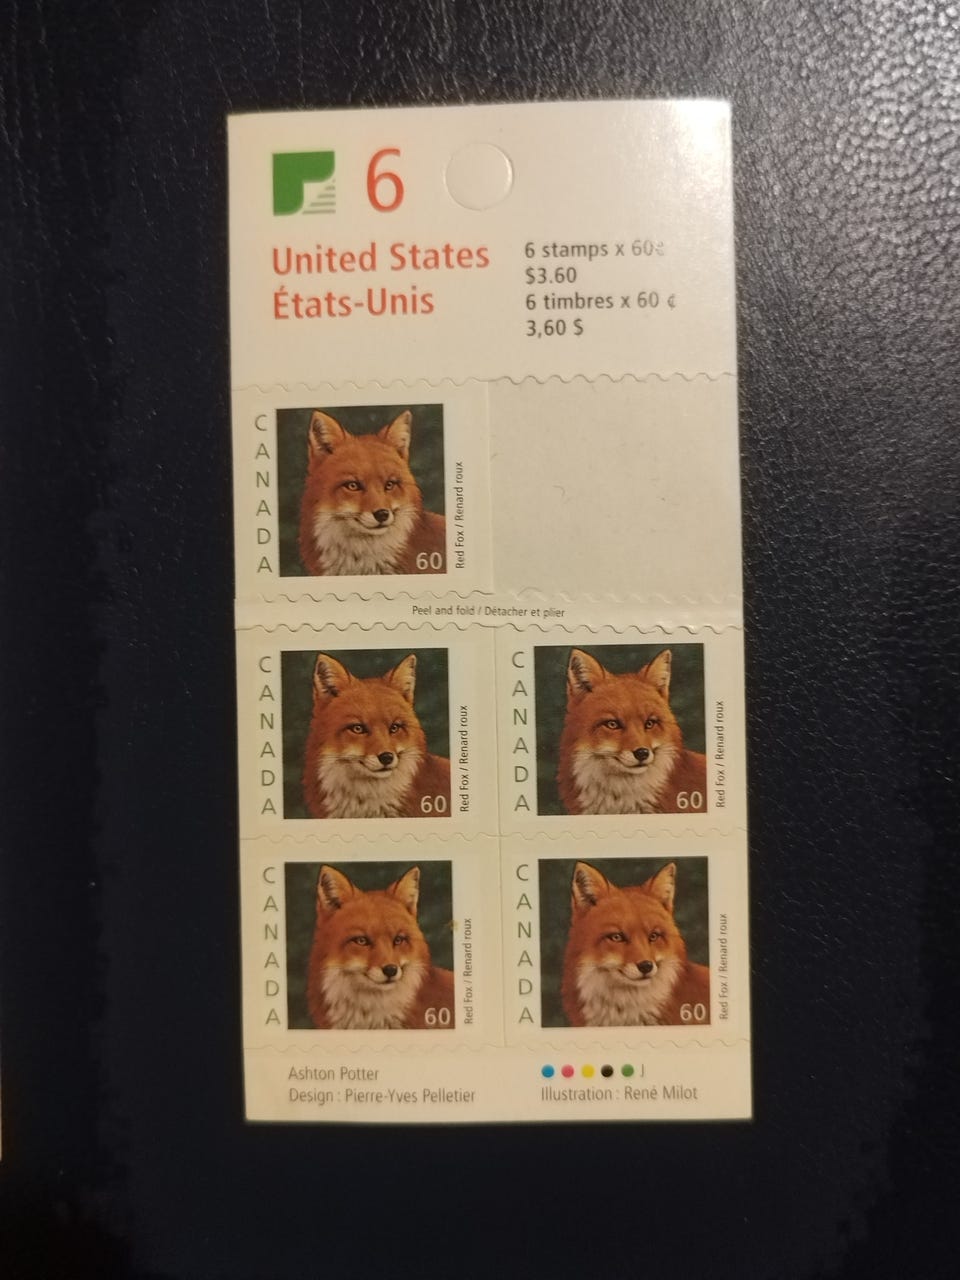 6
United States
États-Unis
6 stamps x 60¢
$3.60
6 timbres x 60 ¢
3,60 $
CANADA
60
Red Fox / Renard roux
Peel and fold / Détacher et plier
CANADA
60
Red Fox / Renard roux
CANADA
60
Red Fox / Renard roux
CANADA
60
Red Fox / Renard roux
CANADA
60
Red Fox / Renard roux
Ashton Potter
Design : Pierre-Yves Pelletier
J
Illustration : René Milot